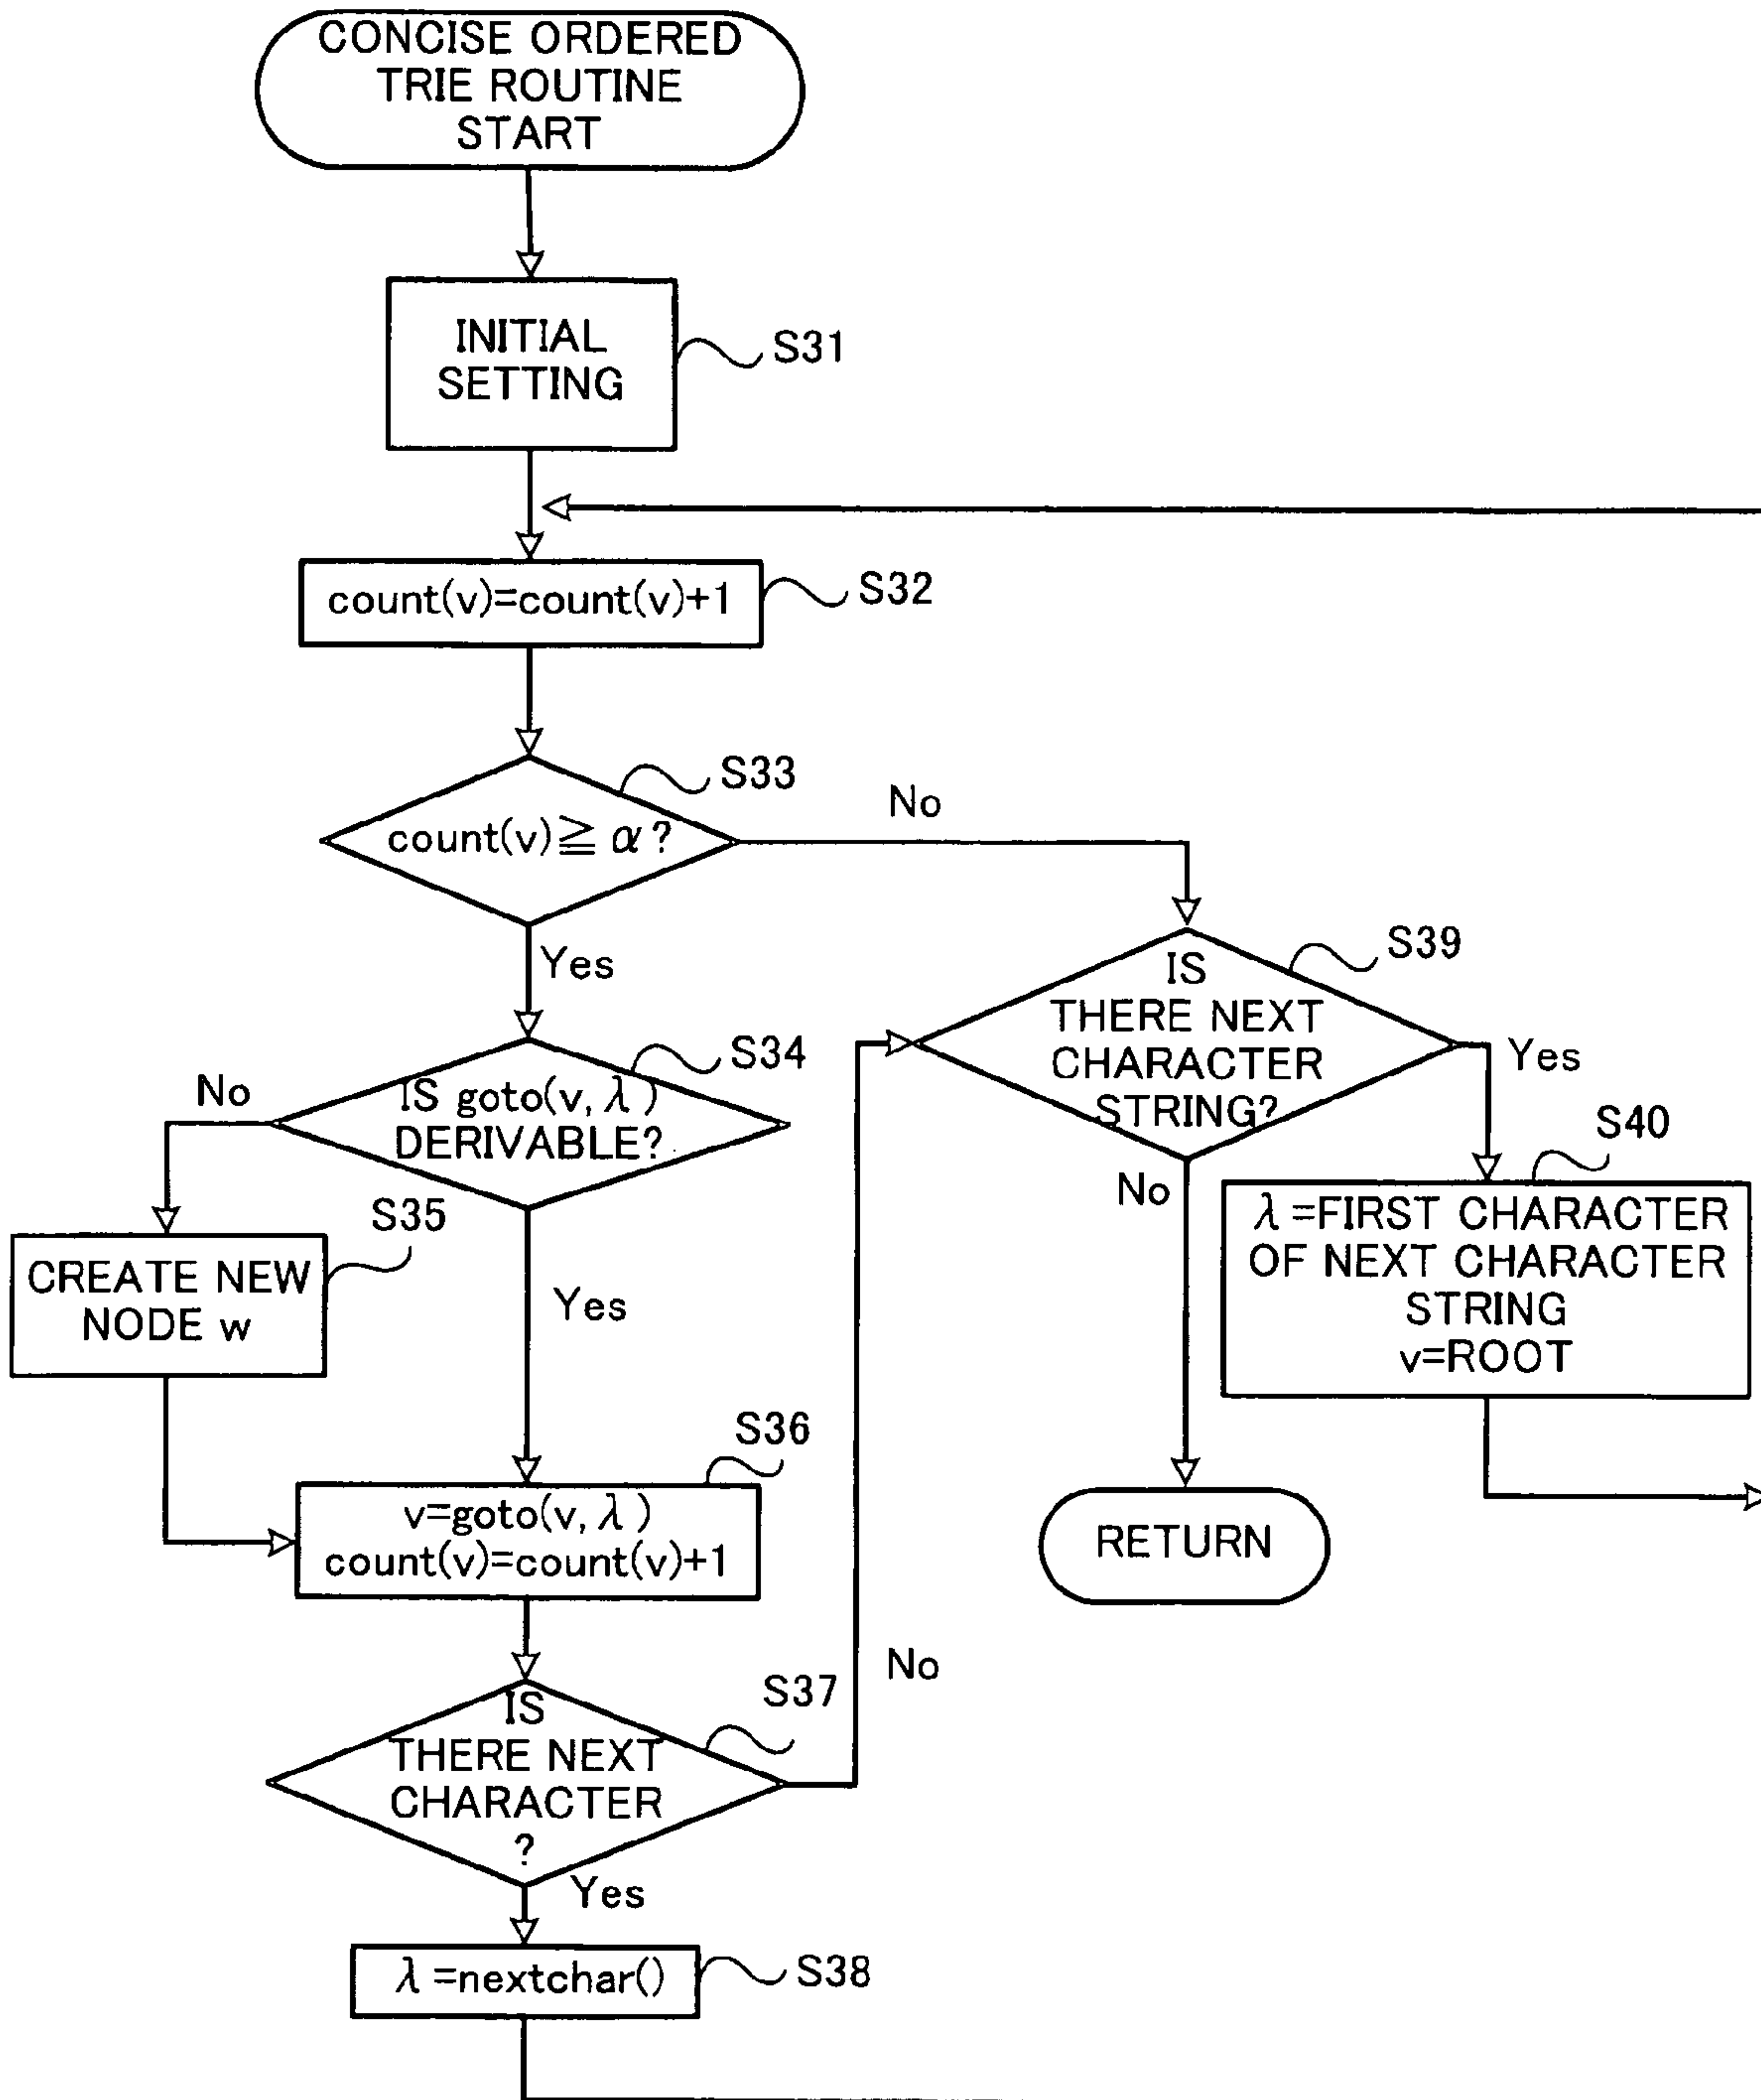 CONCISE ORDERED
TRIE ROUTINE
START
INITIAL
SETTING
S31
count(v)=count(v)+1
S32
S33
count(v)≧α?
No
Yes
S34
IS goto(v,λ)
DERIVABLE?
No
Yes
S35
CREATE NEW
NODE w
S36
v=goto(v,λ)
count(v)=count(v)+1
S37
IS
THERE NEXT
CHARACTER
?
No
Yes
S38
λ=nextchar()
S39
IS
THERE NEXT
CHARACTER
STRING?
Yes
No
S40
λ=FIRST CHARACTER
OF NEXT CHARACTER
STRING
v=ROOT
RETURN